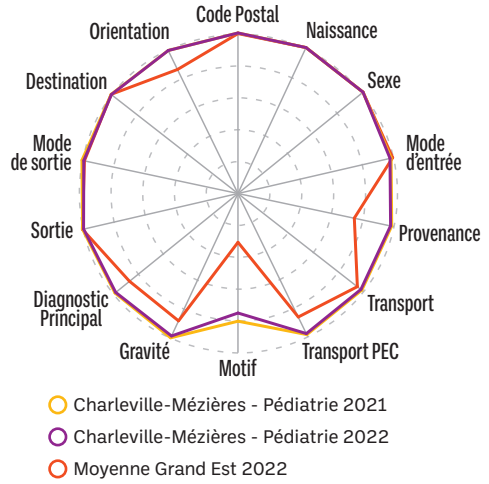 Code Postal
Naissance
Sexe
Mode
d'entrée
Provenance
Transport
Transport PEC
Motif
Gravité
Diagnostic
Principal
Sortie
Mode
de sortie
Destination
Orientation
Charleville-Mézières - Pédiatrie 2021
Charleville-Mézières - Pédiatrie 2022
Moyenne Grand Est 2022